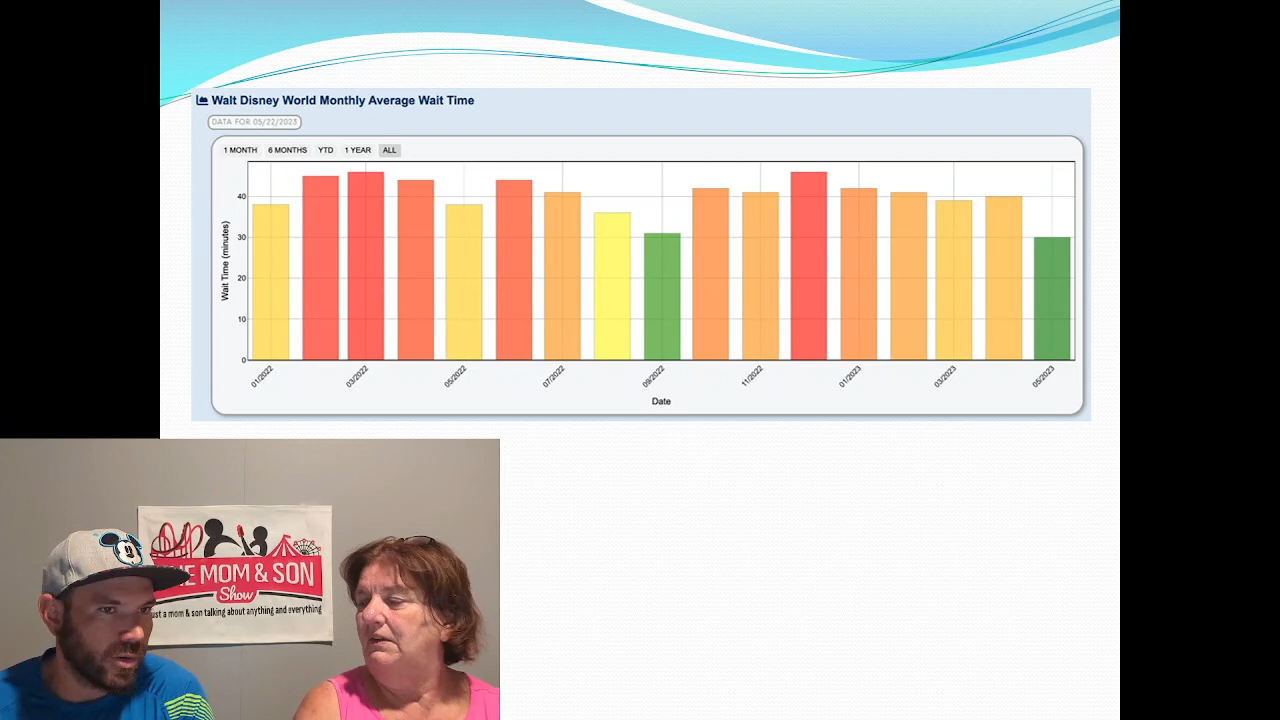 Walt Disney World Monthly Average Wait Time
DATA FOR 05/22/2023
1 MONTH 6 MONTHS YTD 1 YEAR ALL
40
30
20
10
0
Wait Time (minutes)
01/2022 03/2022 05/2022 07/2022 09/2022 11/2022 01/2023 03/2023 05/2023
Date
MOM & SON
Show
a mom & son talking about anything and everything